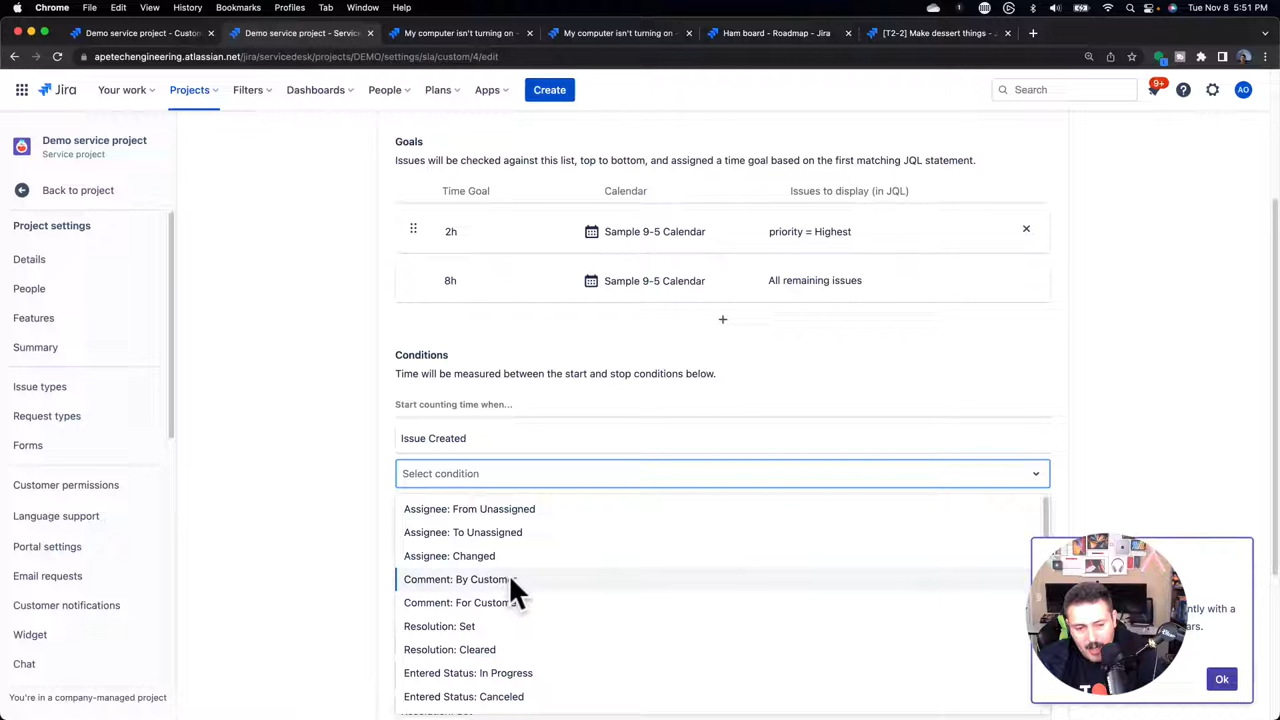 Chrome File Edit View History Bookmarks Profiles Tab Window Help Tue Nov 8 5:51 PM
Demo service project - Custom Demo service project - Service My computer isn't turning on - My computer isn't turning on - Ham board - Roadmap - Jira [T2-2] Make dessert things -
apetechengineering.atlassian.net/jira/servicedesk/projects/DEMO/settings/sla/custom/4/edit
Jira Your work Projects Filters Dashboards People Plans Apps Create Search 9+ AO
Demo service project
Service project
Back to project
Project settings
Details
People
Features
Summary
Issue types
Request types
Forms
Customer permissions
Language support
Portal settings
Email requests
Customer notifications
Widget
Chat
You're in a company-managed project
Goals
Issues will be checked against this list, top to bottom, and assigned a time goal based on the first matching JQL statement.
Time Goal Calendar Issues to display (in JQL)
2h Sample 9-5 Calendar priority = Highest
8h Sample 9-5 Calendar All remaining issues
Conditions
Time will be measured between the start and stop conditions below.
Start counting time when...
Issue Created
Select condition
Assignee: From Unassigned
Assignee: To Unassigned
Assignee: Changed
Comment: By Custom
Comment: For Custom
Resolution: Set
Resolution: Cleared
Entered Status: In Progress
Entered Status: Canceled
ntly with a
rs.
Ok